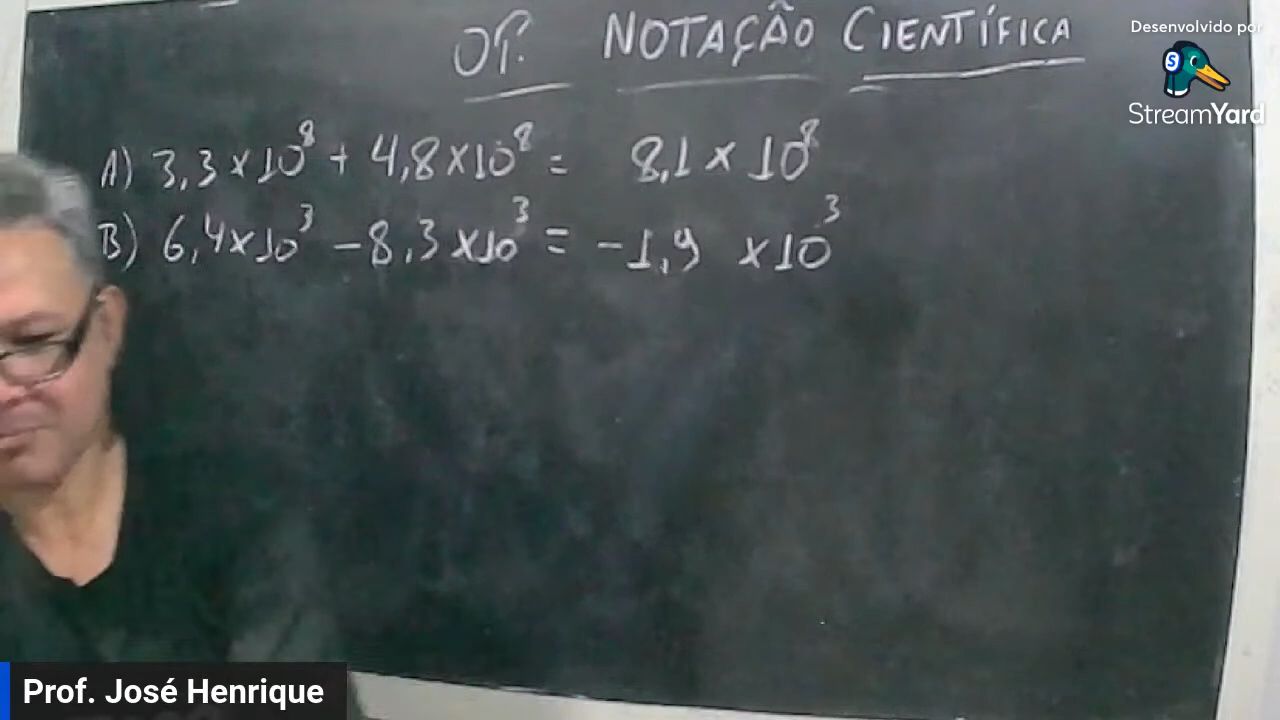 OP. NOTAÇÃO CIENTÍFICA
Desenvolvido por
StreamYard
A) 3,3 x 10⁸ + 4,8 x 10⁸ = 8,1 x 10⁸
B) 6,4 x 10³ - 8,3 x 10³ = -1,9 x 10³
Prof. José Henrique